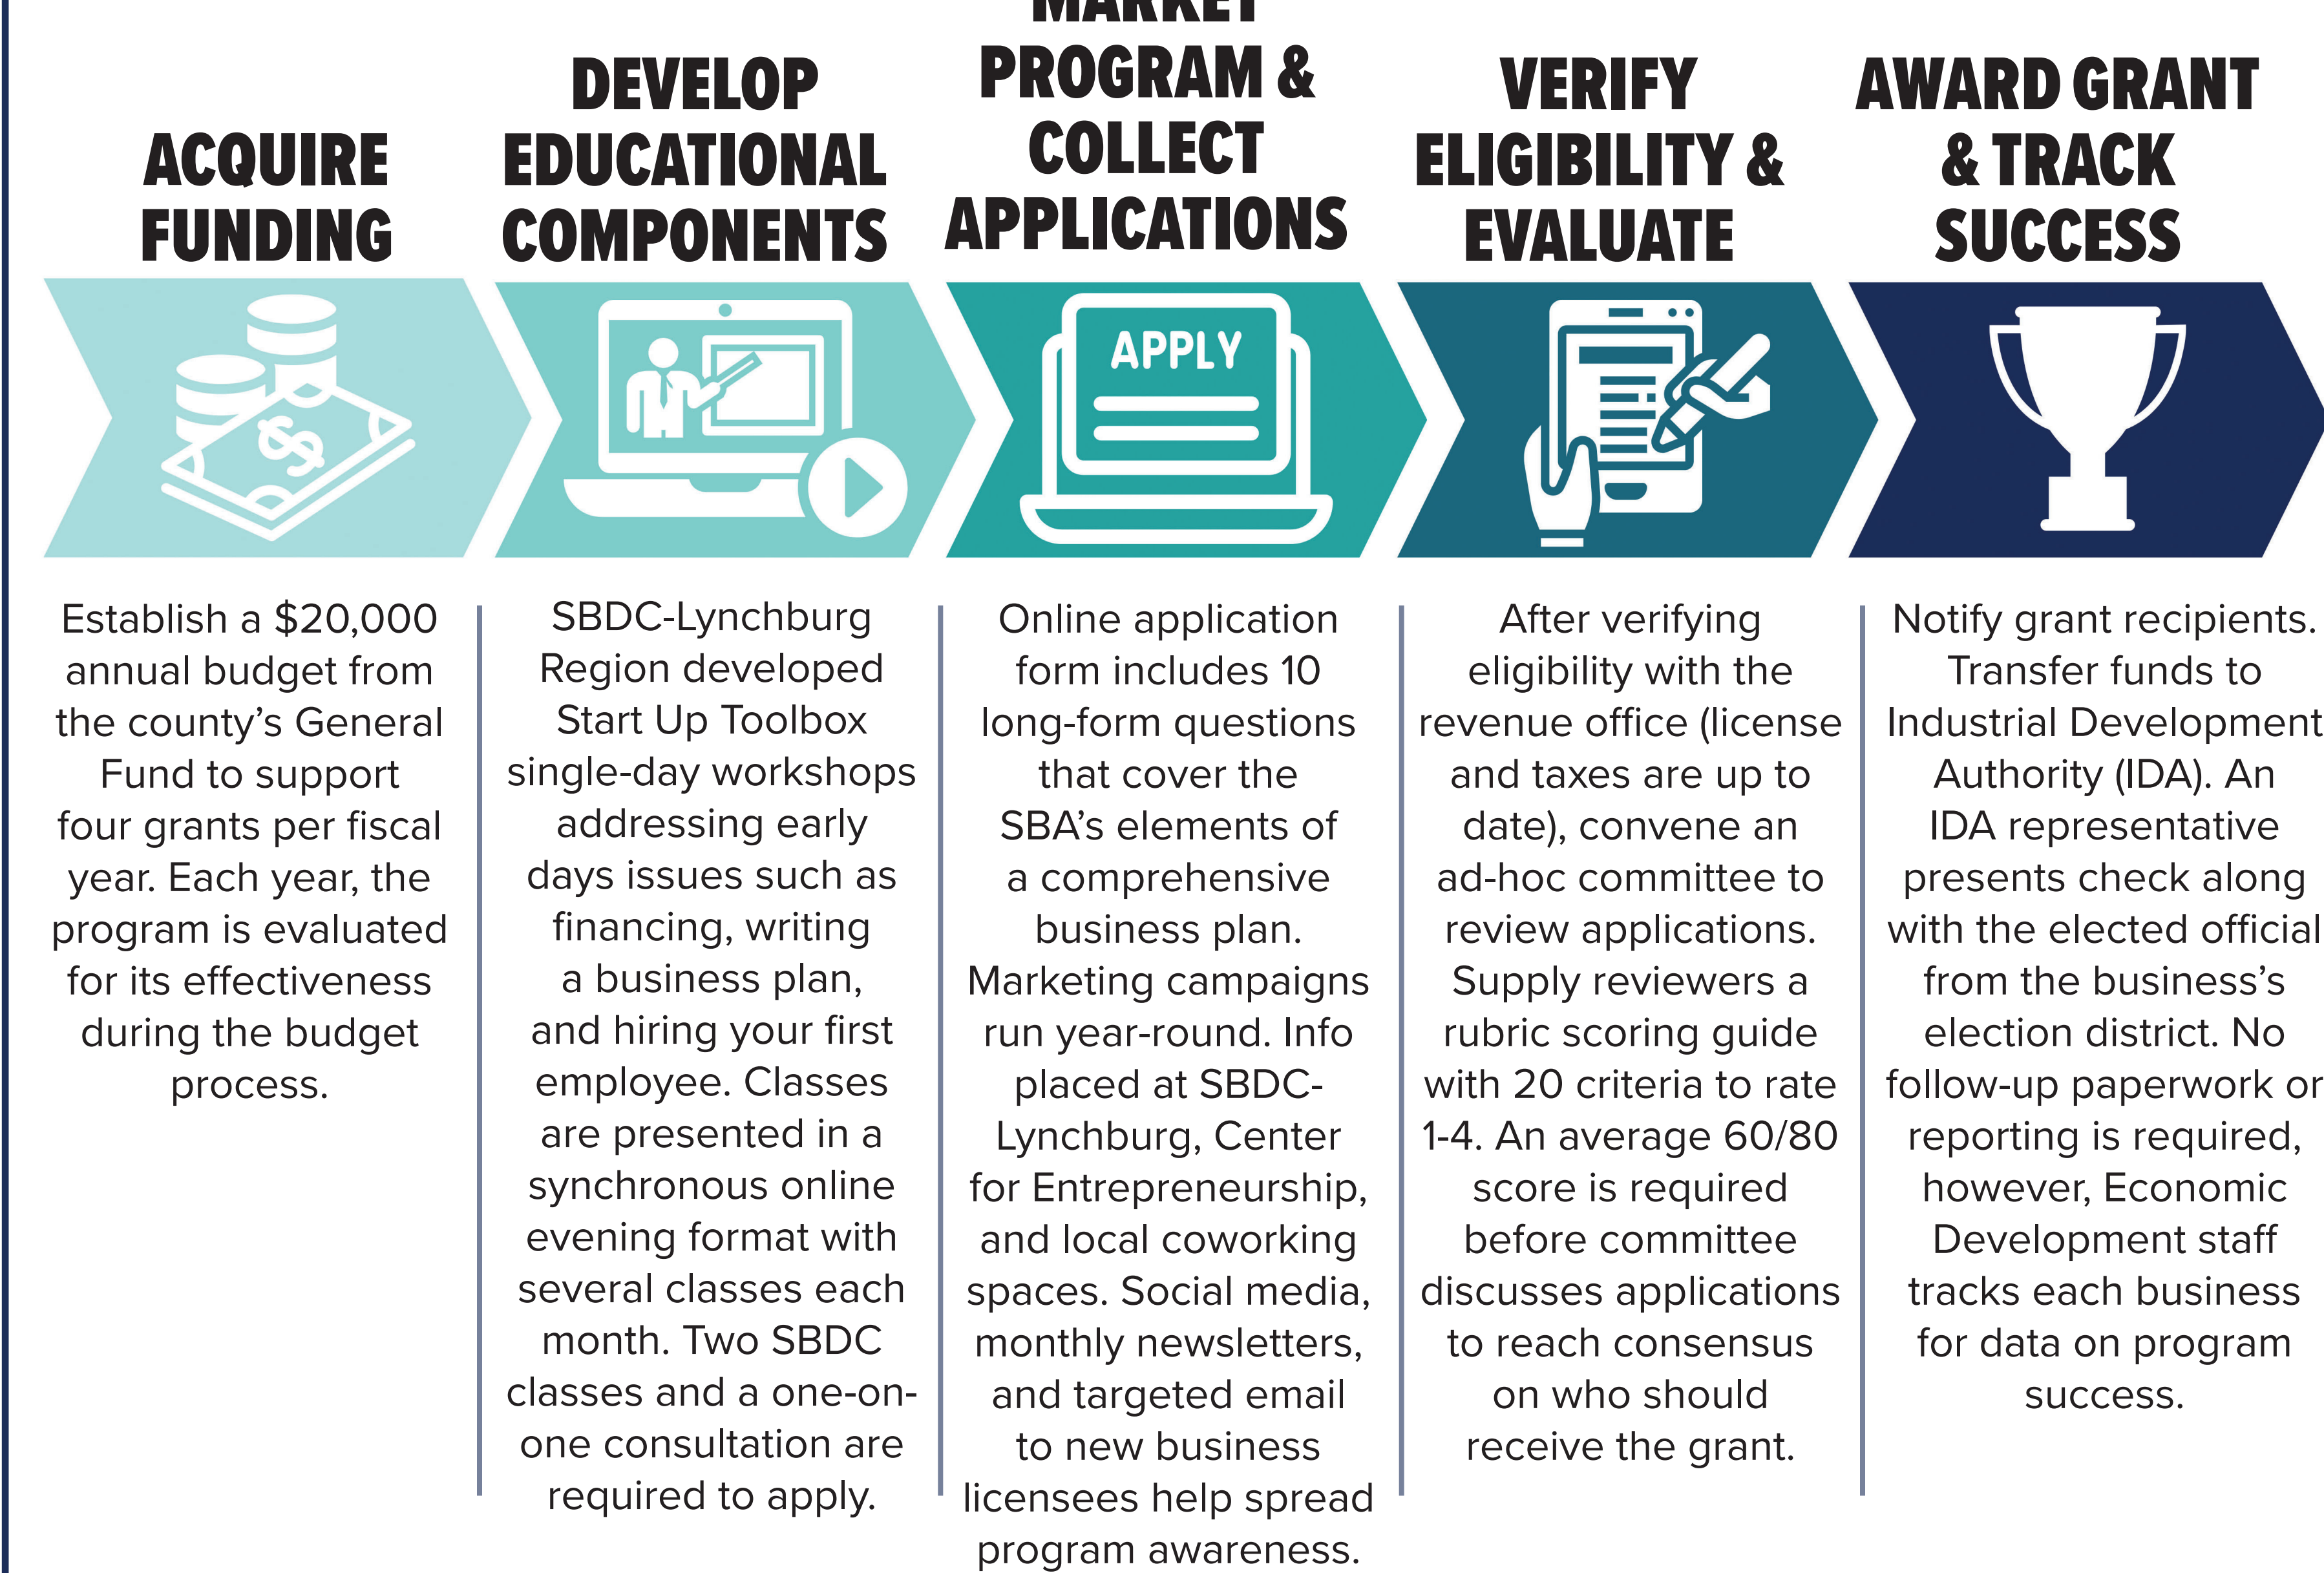 ACQUIRE
FUNDING
Establish a $20,000
annual budget from
the county’s General
Fund to support
four grants per fiscal
year. Each year, the
program is evaluated
for its effectiveness
during the budget
process.
DEVELOP
EDUCATIONAL
COMPONENTS
SBDC-Lynchburg
Region developed
Start Up Toolbox
single-day workshops
addressing early
days issues such as
financing, writing
a business plan,
and hiring your first
employee. Classes
are presented in a
synchronous online
evening format with
several classes each
month. Two SBDC
classes and a one-on-
one consultation are
required to apply.
MARKET
PROGRAM &
COLLECT
APPLICATIONS
APPLY
Online application
form includes 10
long-form questions
that cover the
SBA’s elements of
a comprehensive
business plan.
Marketing campaigns
run year-round. Info
placed at SBDC-
Lynchburg, Center
for Entrepreneurship,
and local coworking
spaces. Social media,
monthly newsletters,
and targeted email
to new business
licensees help spread
program awareness.
VERIFY
ELIGIBILITY &
EVALUATE
After verifying
eligibility with the
revenue office (license
and taxes are up to
date), convene an
ad-hoc committee to
review applications.
Supply reviewers a
rubric scoring guide
with 20 criteria to rate
1-4. An average 60/80
score is required
before committee
discusses applications
to reach consensus
on who should
receive the grant.
AWARD GRANT
& TRACK
SUCCESS
Notify grant recipients.
Transfer funds to
Industrial Development
Authority (IDA). An
IDA representative
presents check along
with the elected official
from the business’s
election district. No
follow-up paperwork or
reporting is required,
however, Economic
Development staff
tracks each business
for data on program
success.